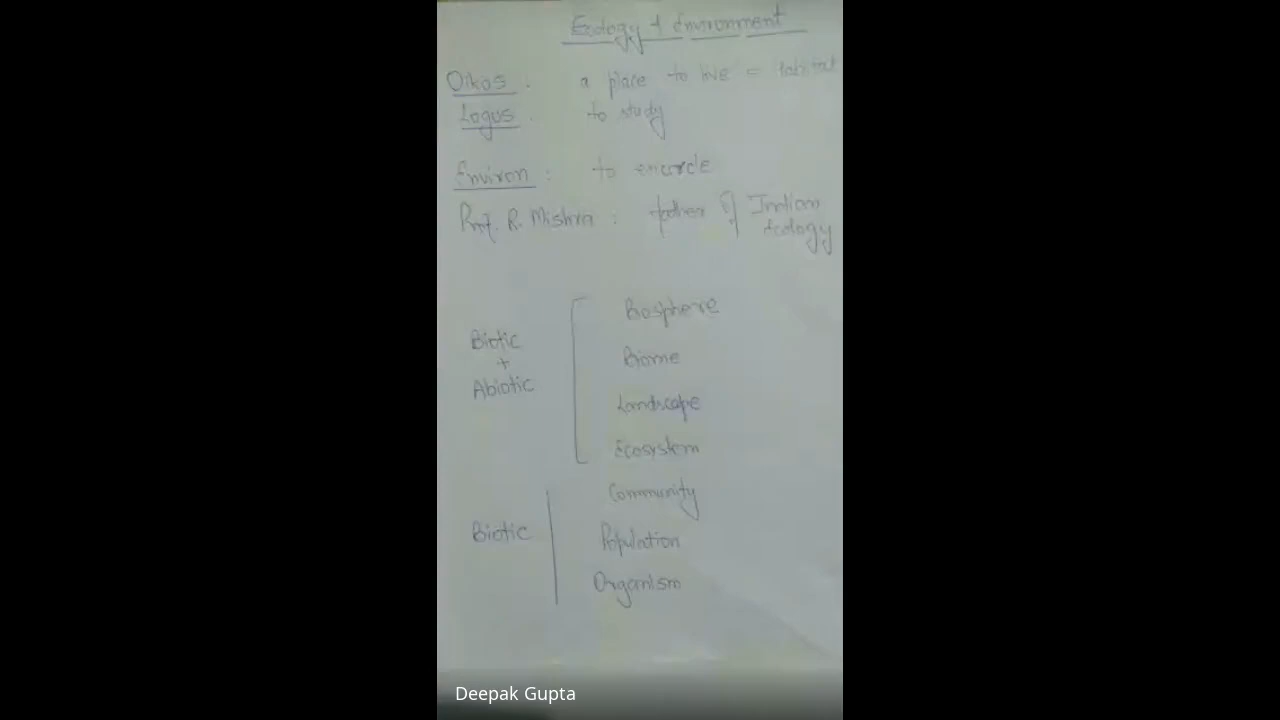 Ecology & Environment
Oikos : a place to live = habitat
Logos : to study
Environ : to encircle
Prof. R. Mishra : father of Indian
Ecology
Biosphere
Biotic
+
Abiotic
Biome
Landscape
Ecosystem
Community
Biotic
Population
Organism
Deepak Gupta